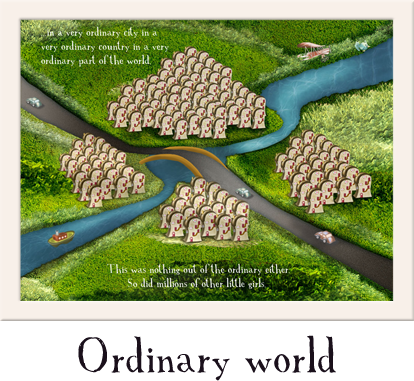 in a very ordinary city in a
very ordinary country in a very
ordinary part of the world.
This was nothing out of the ordinary either.
So did millions of other little girls.
Ordinary world